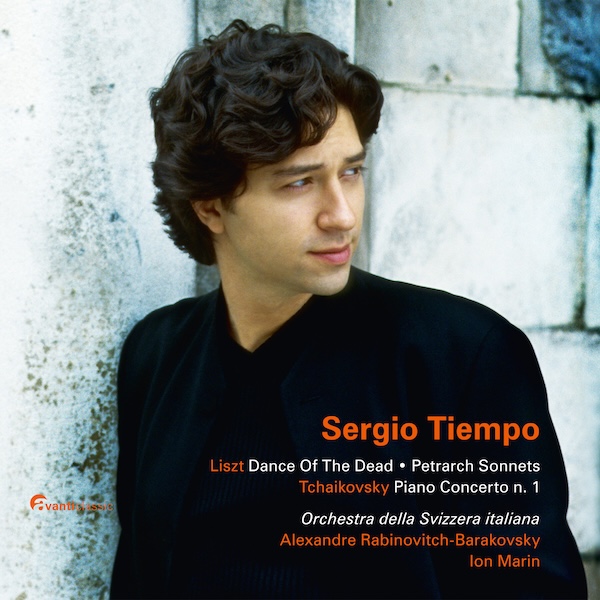 Sergio Tiempo
Liszt Dance Of The Dead • Petrarch Sonnets
Tchaikovsky Piano Concerto n. 1
avanticlassic
Orchestra della Svizzera italiana
Alexandre Rabinovitch-Barakovsky
Ion Marin